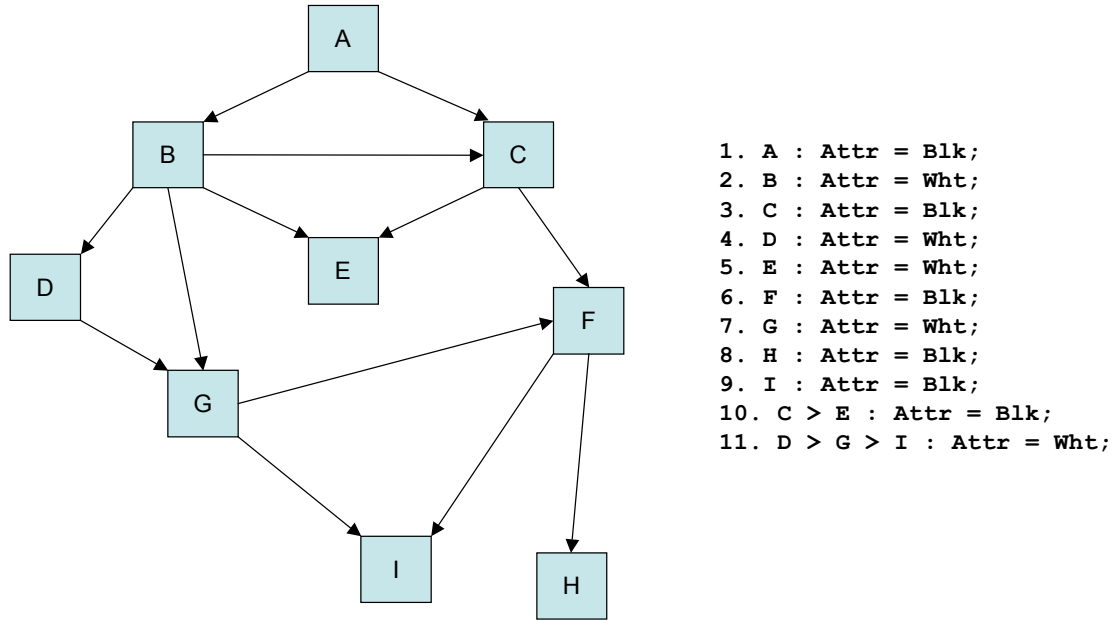 A
B
C
D
E
F
G
I
H
1. A : Attr = Blk;
2. B : Attr = Wht;
3. C : Attr = Blk;
4. D : Attr = Wht;
5. E : Attr = Wht;
6. F : Attr = Blk;
7. G : Attr = Wht;
8. H : Attr = Blk;
9. I : Attr = Blk;
10. C > E : Attr = Blk;
11. D > G > I : Attr = Wht;